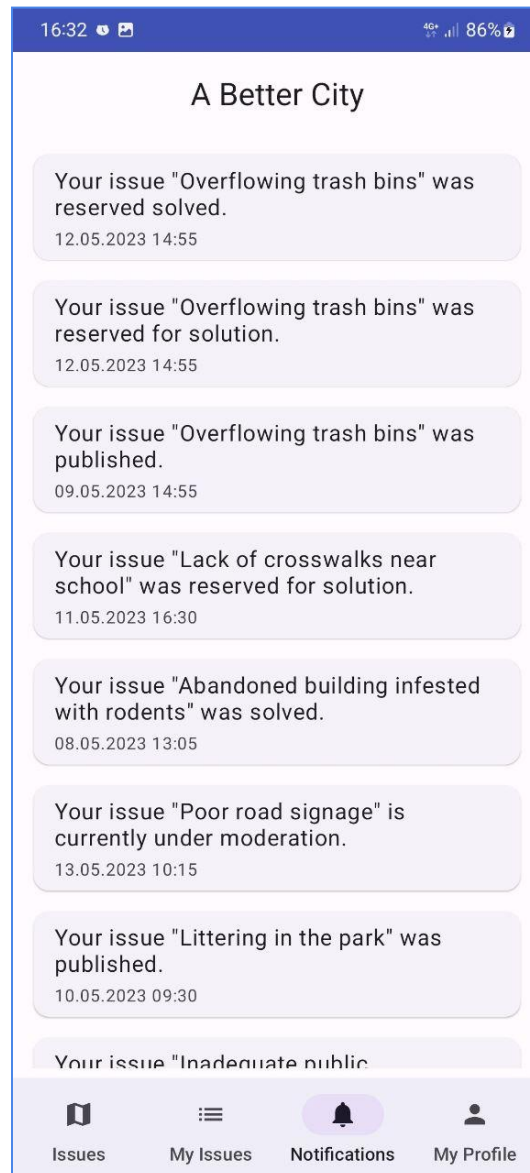 16:32 4G+ 86%
A Better City
Your issue "Overflowing trash bins" was
reserved solved.
12.05.2023 14:55
Your issue "Overflowing trash bins" was
reserved for solution.
12.05.2023 14:55
Your issue "Overflowing trash bins" was
published.
09.05.2023 14:55
Your issue "Lack of crosswalks near
school" was reserved for solution.
11.05.2023 16:30
Your issue "Abandoned building infested
with rodents" was solved.
08.05.2023 13:05
Your issue "Poor road signage" is
currently under moderation.
13.05.2023 10:15
Your issue "Littering in the park" was
published.
10.05.2023 09:30
Your issue "Inadequate public
Issues My Issues Notifications My Profile